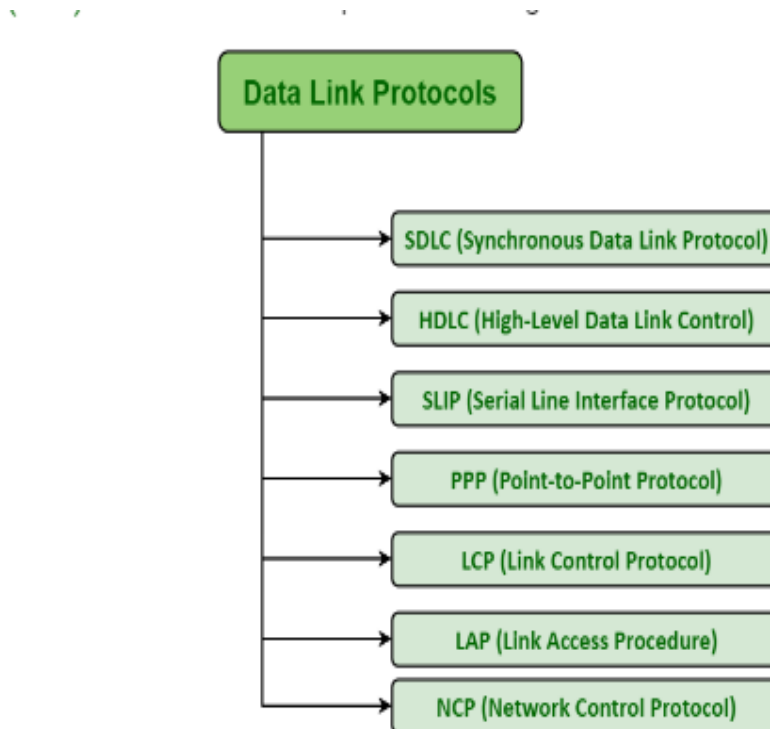 Data Link Protocols
SDLC (Synchronous Data Link Protocol)
HDLC (High-Level Data Link Control)
SLIP (Serial Line Interface Protocol)
PPP (Point-to-Point Protocol)
LCP (Link Control Protocol)
LAP (Link Access Procedure)
NCP (Network Control Protocol)